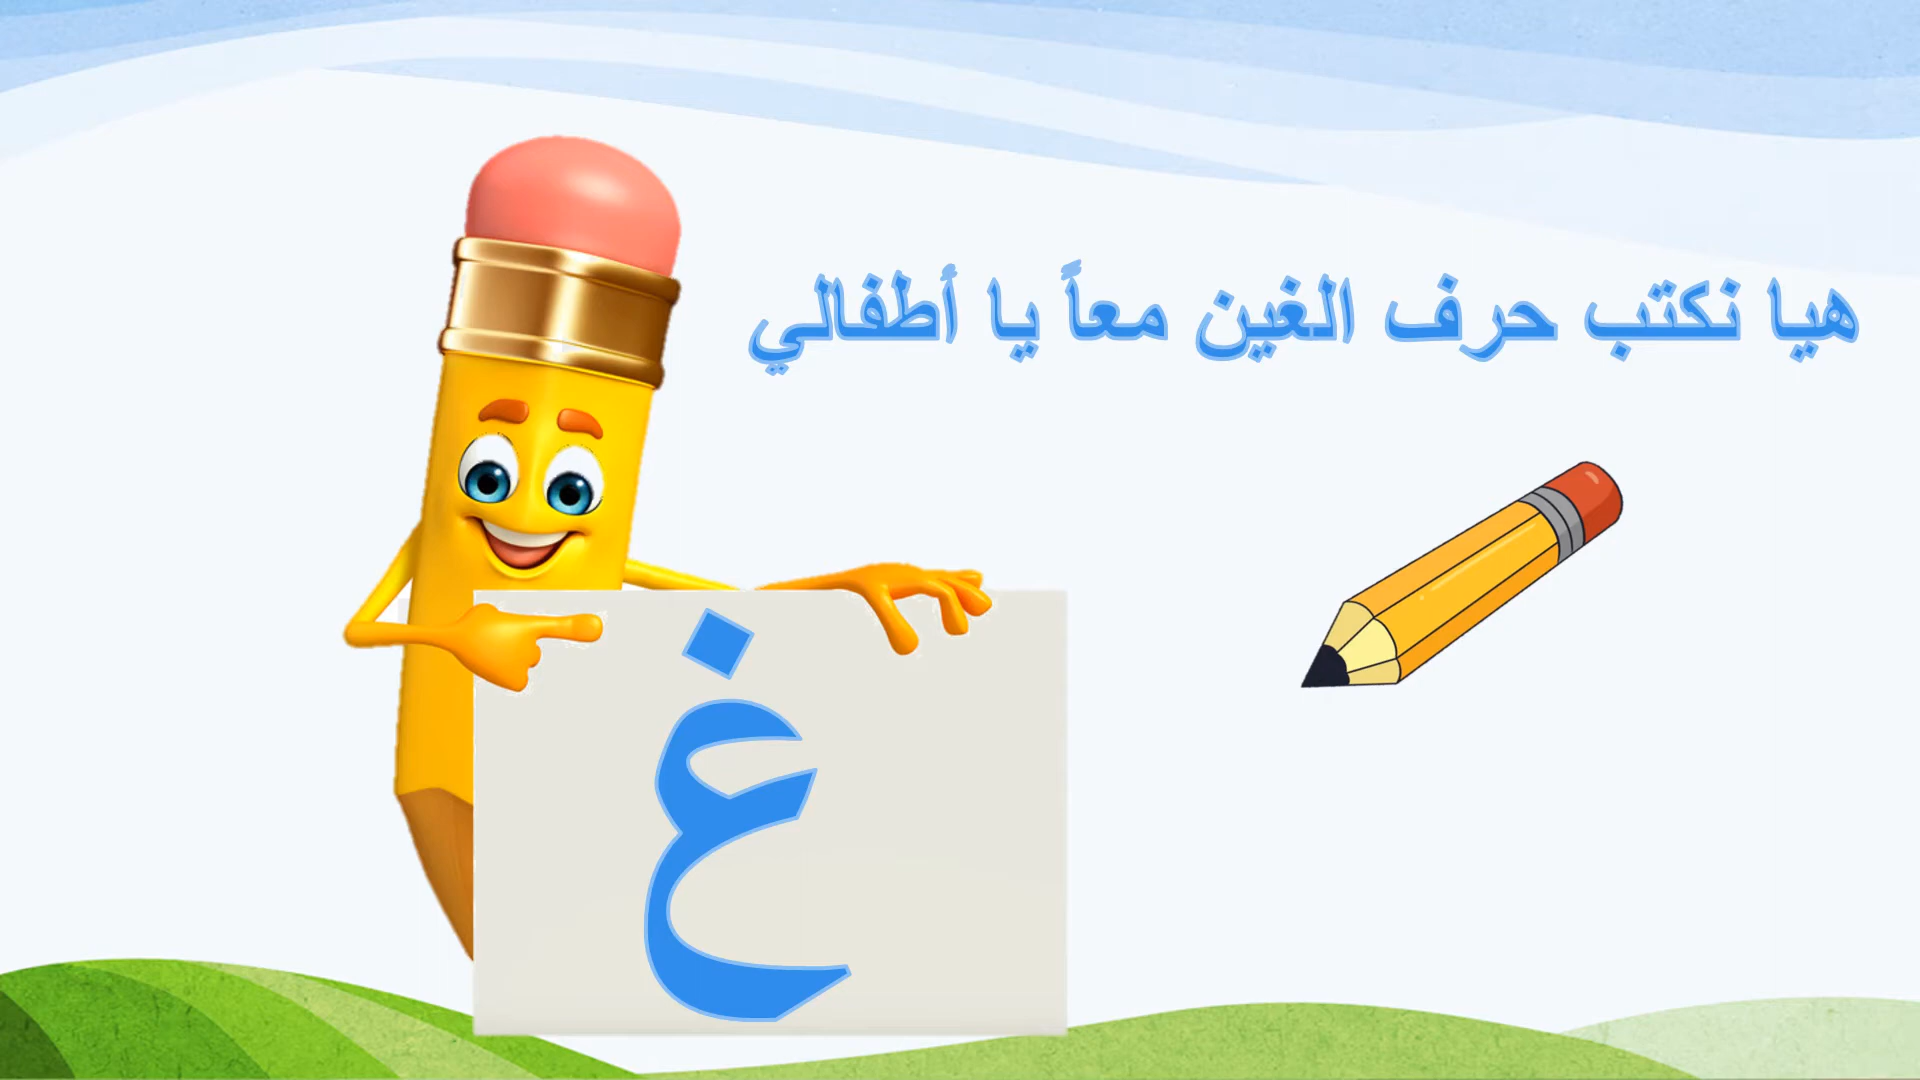 هيا نكتب حرف الغين معاً يا أطفالي
غ